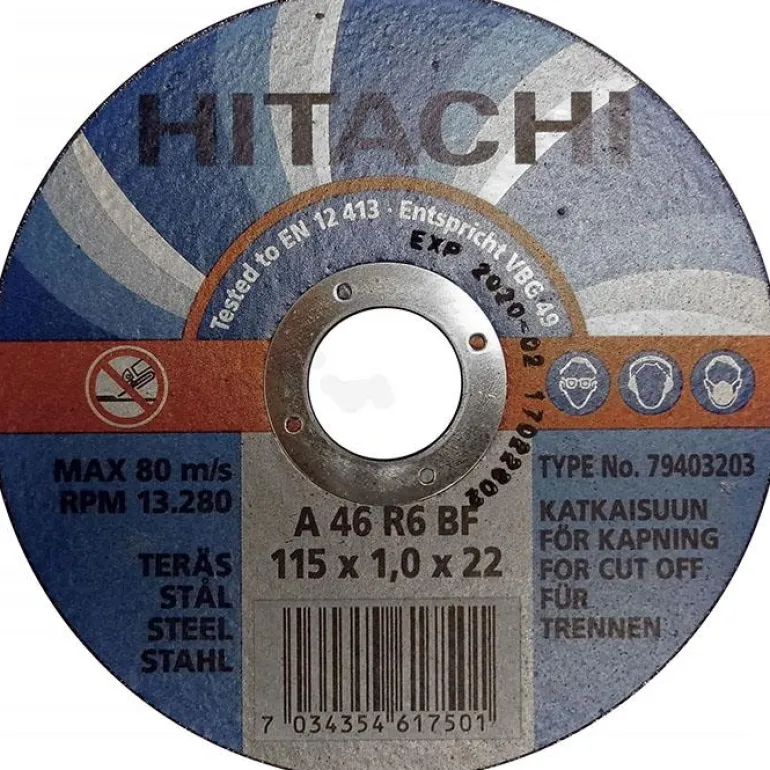 HITACHI
Tested to EN 12 413 · Entspricht VBG 49
EXP 2020-02 17022802
MAX 80 m/s
RPM 13.280
TERÄS
STÅL
STEEL
STAHL
A 46 R6 BF
115 x 1,0 x 22
7 034354 617501
TYPE No. 79403203
KATKAISUUN
FÖR KAPNING
FOR CUT OFF
FÜR
TRENNEN